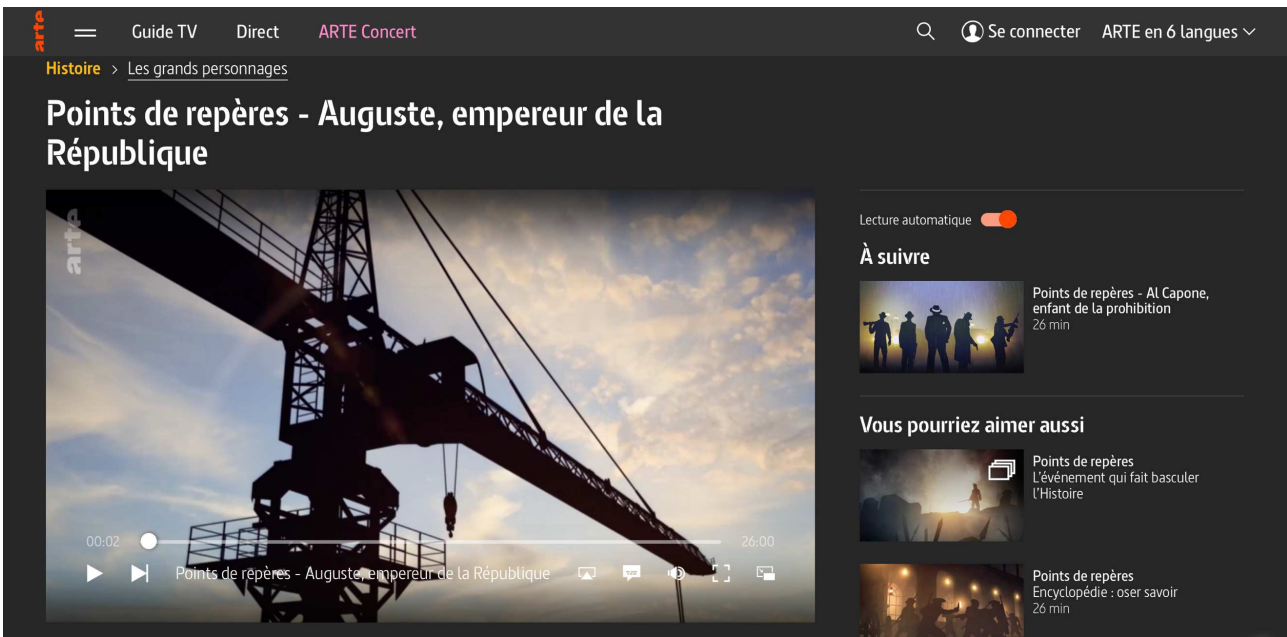 arte
Guide TV
Direct
ARTE Concert
Se connecter
ARTE en 6 langues
Histoire > Les grands personnages
Points de repères - Auguste, empereur de la
République
arte
00:02
26:00
Points de repères - Auguste, empereur de la République
Lecture automatique
À suivre
Points de repères - Al Capone,
enfant de la prohibition
26 min
Vous pourriez aimer aussi
Points de repères
L'événement qui fait basculer
l'Histoire
Points de repères
Encyclopédie : oser savoir
26 min